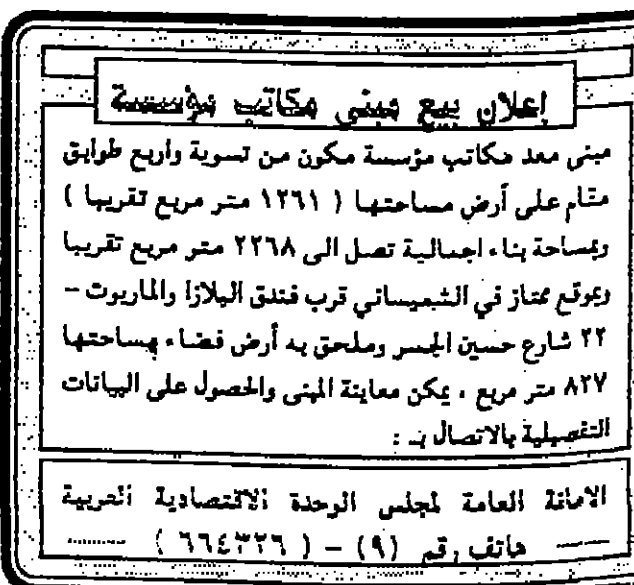 إعلان بيع مبنى مكاتب مؤسسة
مبنى معد مكاتب مؤسسة مكون من تسوية واربع طوابق
مقام على أرض مساحتها ( ١٢٦١ متر مربع تقريبا )
وبمساحة بناء اجمالية تصل الى ٢٢٦٨ متر مربع تقريبا
وبموقع ممتاز في الشميساني قرب فندق البلازا والماريوت -
٢٢ شارع حسين الجسر وملحق به أرض فضاء مساحتها
٨٢٧ متر مربع ، يمكن معاينة المبنى والحصول على البيانات
التفصيلية بالاتصال بـ :
الامانة العامة لمجلس الوحدة الاقتصادية العربية
هاتف رقم (٩) - ( ٦٦٤٣٢٦ )